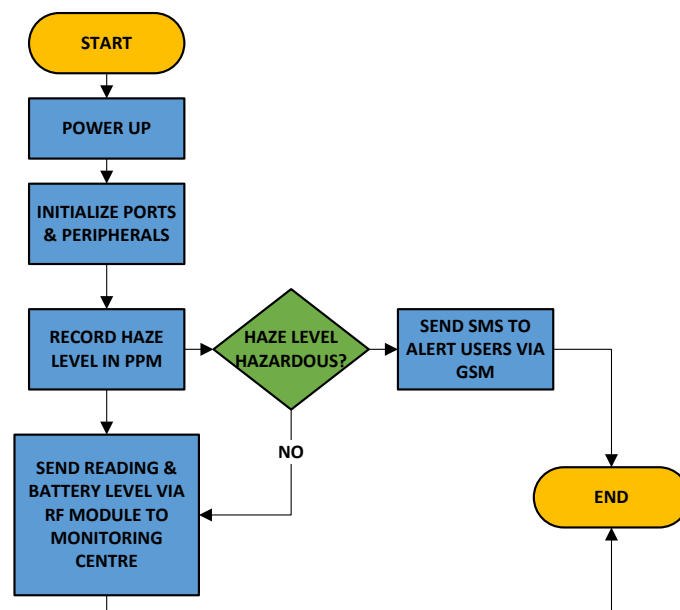 START
POWER UP
INITIALIZE PORTS
& PERIPHERALS
RECORD HAZE
LEVEL IN PPM
HAZE LEVEL
HAZARDOUS?
SEND SMS TO
ALERT USERS VIA
GSM
NO
SEND READING &
BATTERY LEVEL VIA
RF MODULE TO
MONITORING
CENTRE
END